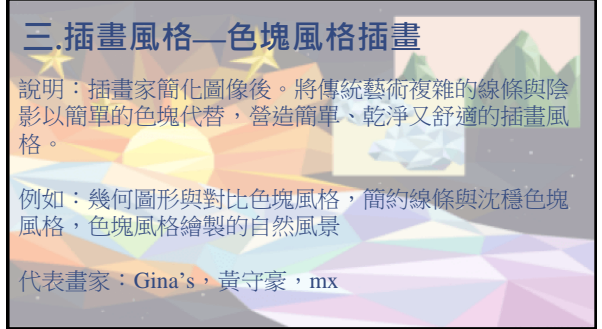 三.插畫風格—色塊風格插畫
說明：插畫家簡化圖像後。將傳統藝術複雜的線條與陰
影以簡單的色塊代替，營造簡單、乾淨又舒適的插畫風
格。
例如：幾何圖形與對比色塊風格，簡約線條與沈穩色塊
風格，色塊風格繪製的自然風景
代表畫家：Gina's，黃守豪，mx